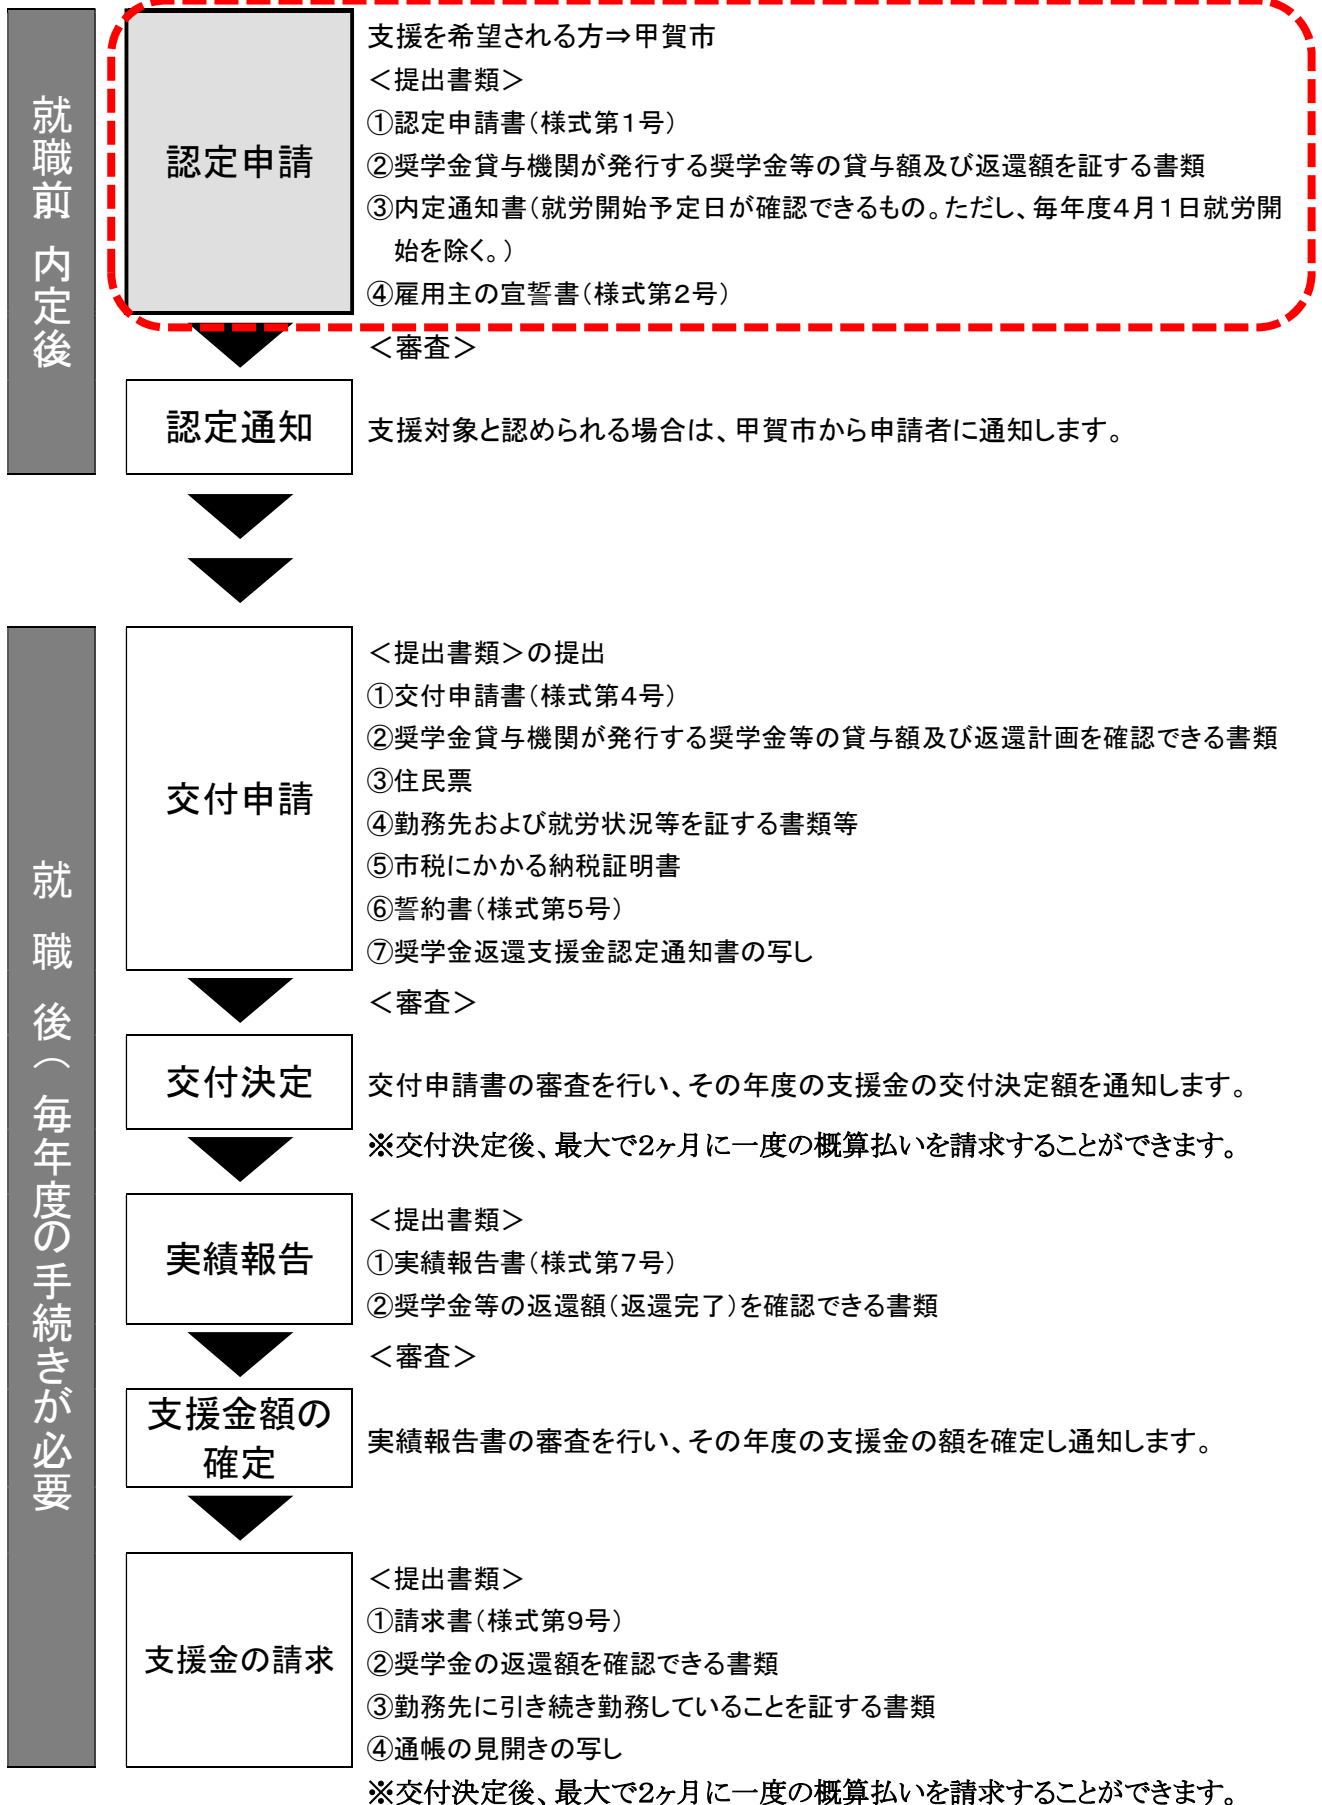 就職前 内定後
認定申請
支援を希望される方⇒甲賀市
＜提出書類＞
①認定申請書（様式第１号）
②奨学金貸与機関が発行する奨学金等の貸与額及び返還額を証する書類
③内定通知書（就労開始予定日が確認できるもの。ただし、毎年度４月１日就労開
始を除く。）
④雇用主の宣誓書（様式第２号）
＜審査＞
認定通知
支援対象と認められる場合は、甲賀市から申請者に通知します。
就職後（毎年度の手続きが必要
交付申請
＜提出書類＞の提出
①交付申請書（様式第４号）
②奨学金貸与機関が発行する奨学金等の貸与額及び返還計画を確認できる書類
③住民票
④勤務先および就労状況等を証する書類等
⑤市税にかかる納税証明書
⑥誓約書（様式第５号）
⑦奨学金返還支援金認定通知書の写し
＜審査＞
交付決定
交付申請書の審査を行い、その年度の支援金の交付決定額を通知します。
※交付決定後、最大で２ヶ月に一度の概算払いを請求することができます。
実績報告
＜提出書類＞
①実績報告書（様式第７号）
②奨学金等の返還額（返還完了）を確認できる書類
＜審査＞
支援金額の
確定
実績報告書の審査を行い、その年度の支援金の額を確定し通知します。
支援金の請求
＜提出書類＞
①請求書（様式第９号）
②奨学金の返還額を確認できる書類
③勤務先に引き続き勤務していることを証する書類
④通帳の見開きの写し
※交付決定後、最大で２ヶ月に一度の概算払いを請求することができます。